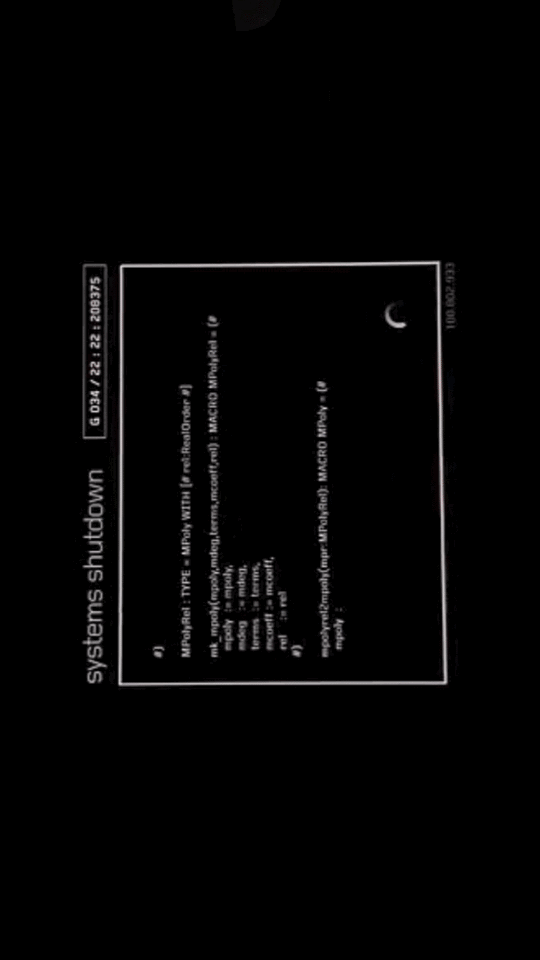 systems shutdown
G 034 / 22 : 22 : 208375
#)
MPolyRel : TYPE = MPoly WITH [# rel:RealOrder #]
mk_mpoly(mpoly,mdeg,terms,mcoeff,rel) : MACRO MPolyRel = (#
mpoly := mpoly,
mdeg := mdeg,
terms := terms,
mcoeff := mcoeff,
rel := rel
#)
mpolyrel2mpoly(mpr:MPolyRel): MACRO MPoly = (#
mpoly :
100.002.933